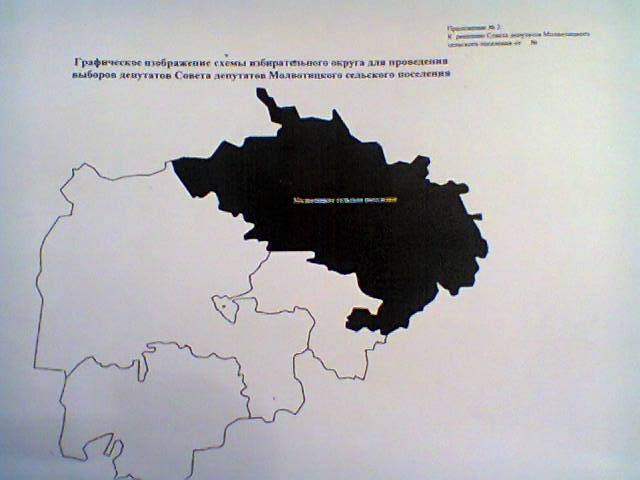 Приложение № 3
К решению Совета депутатов Молвотицкого
сельского поселения от №
Графическое изображение схемы избирательного округа для проведения
выборов депутатов Совета депутатов Молвотицкого сельского поселения
Молвотицкое сельское поселение